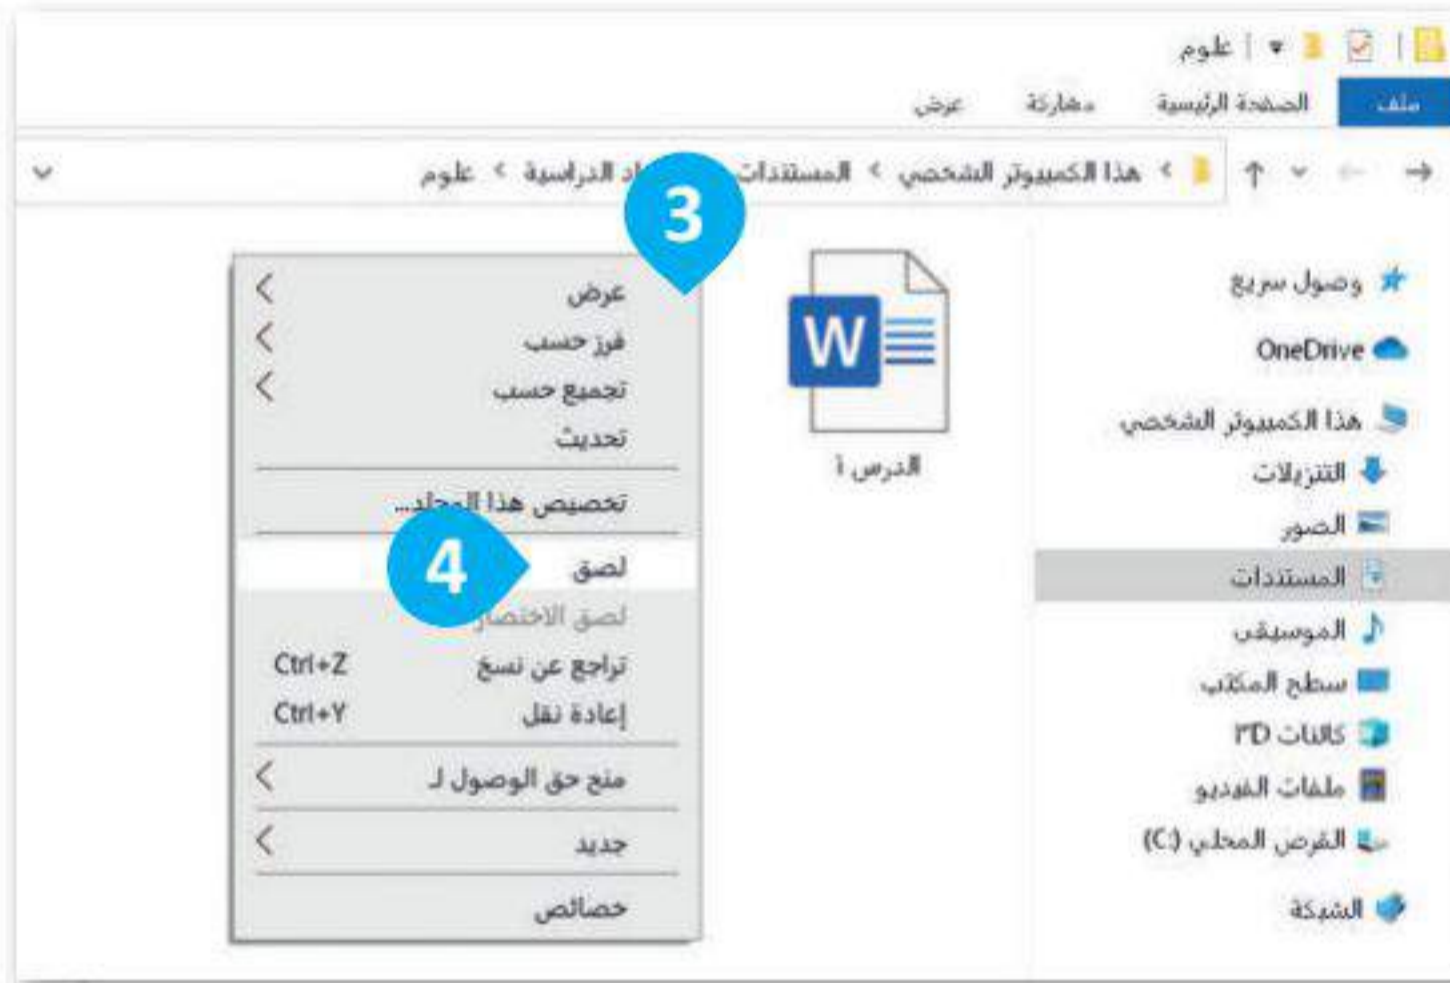 علوم
ملف الصفحة الرئيسية مشاركة عرض
هذا الكمبيوتر الشخصي > المستندات > الدراسية > علوم
3
وصول سريع
OneDrive
هذا الكمبيوتر الشخصي
التنزيلات
الصور
المستندات
الموسيقى
سطح المكتب
كائنات ٣D
ملفات الفيديو
القرص المحلي (C:)
الشبكة
W
الدرس ١
عرض
فرز حسب
تجميع حسب
تحديث
تخصيص هذا المجلد...
4
لصق
لصق الاختصار
تراجع عن نسخ Ctrl+Z
إعادة نقل Ctrl+Y
منح حق الوصول لـ
جديد
خصائص